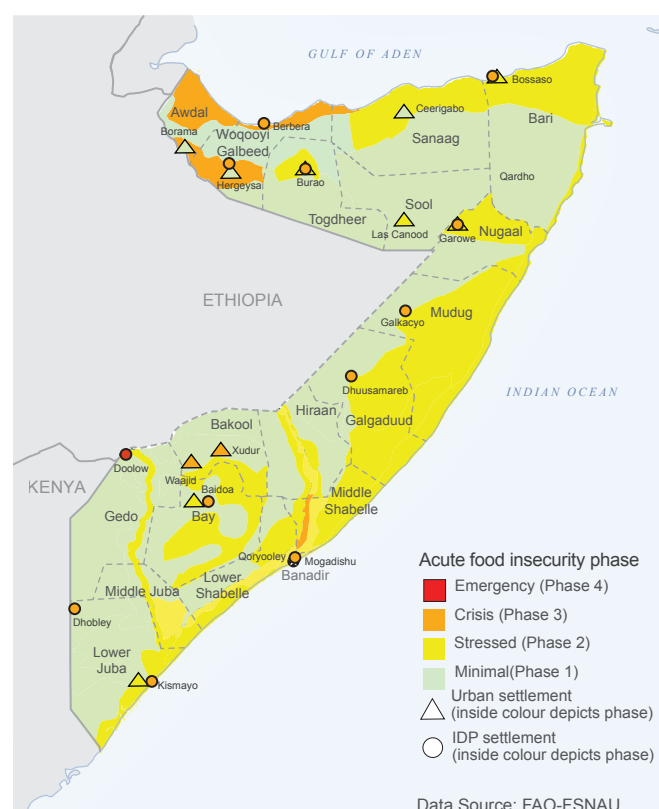 GULF OF ADEN
Bossaso
Awdal
Ceerigabo
Borama
Woqooyi
Galbeed
Berbera
Sanaag
Bari
Hergeysa
Burao
Qardho
Togdheer
Sool
Las Canood
Garowe
Nugaal
ETHIOPIA
Mudug
Galkacyo
Dhuusamareb
INDIAN OCEAN
Hiraan
Galgaduud
Bakool
Xudur
Doolow
Waajid
KENYA
Baidoa
Gedo
Bay
Middle
Shabelle
Qoryooley
Mogadishu
Banadir
Lower
Shabelle
Middle Juba
Dhobley
Lower
Juba
Kismayo
Acute food insecurity phase
Emergency (Phase 4)
Crisis (Phase 3)
Stressed (Phase 2)
Minimal(Phase 1)
Urban settlement
(inside colour depicts phase)
IDP settlement
(inside colour depicts phase)
Data Source: FAO-FSNAU